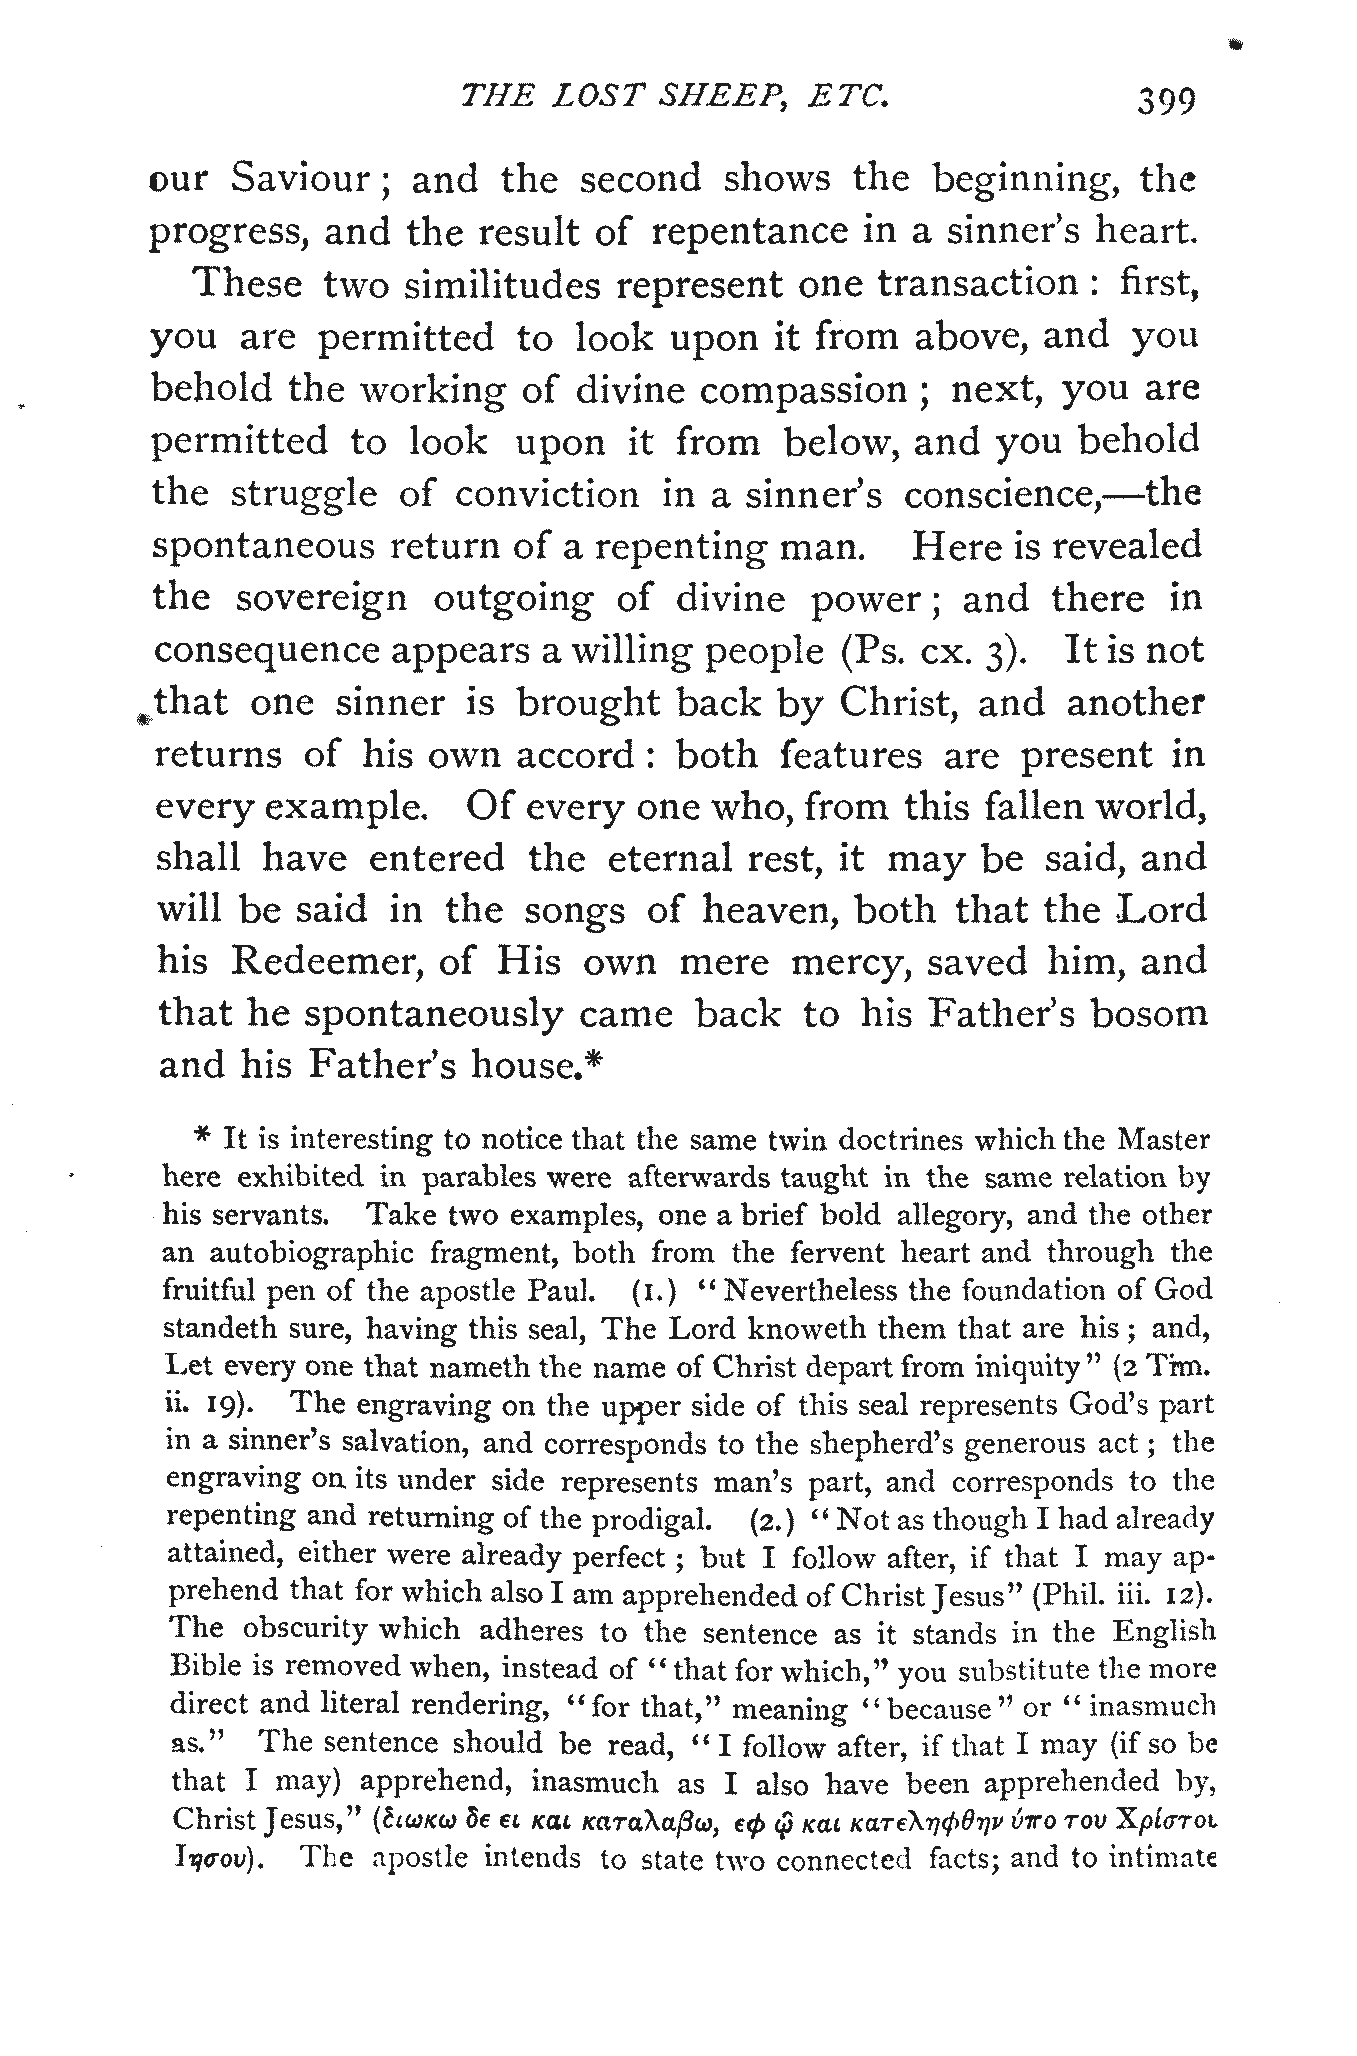 THE LOST SHEEP, ETC. 399
our Saviour; and the second shows the beginning, the
progress, and the result of repentance in a sinner's heart.
These two similitudes represent one transaction: first,
you are permitted to look upon it from above, and you
behold the working of divine compassion; next, you are
permitted to look upon it from below, and you behold
the struggle of conviction in a sinner's conscience,—the
spontaneous return of a repenting man. Here is revealed
the sovereign outgoing of divine power; and there in
consequence appears a willing people (Ps. cx. 3). It is not
that one sinner is brought back by Christ, and another
returns of his own accord: both features are present in
every example. Of every one who, from this fallen world,
shall have entered the eternal rest, it may be said, and
will be said in the songs of heaven, both that the Lord
his Redeemer, of His own mere mercy, saved him, and
that he spontaneously came back to his Father's bosom
and his Father's house.*
* It is interesting to notice that the same twin doctrines which the Master
here exhibited in parables were afterwards taught in the same relation by
his servants. Take two examples, one a brief bold allegory, and the other
an autobiographic fragment, both from the fervent heart and through the
fruitful pen of the apostle Paul. (1.) "Nevertheless the foundation of God
standeth sure, having this seal, The Lord knoweth them that are his; and,
Let every one that nameth the name of Christ depart from iniquity" (2 Tim.
ii. 19). The engraving on the upper side of this seal represents God's part
in a sinner's salvation, and corresponds to the shepherd's generous act; the
engraving on its under side represents man's part, and corresponds to the
repenting and returning of the prodigal. (2.) "Not as though I had already
attained, either were already perfect; but I follow after, if that I may ap-
prehend that for which also I am apprehended of Christ Jesus" (Phil. iii. 12).
The obscurity which adheres to the sentence as it stands in the English
Bible is removed when, instead of "that for which," you substitute the more
direct and literal rendering, "for that," meaning "because" or "inasmuch
as." The sentence should be read, "I follow after, if that I may (if so be
that I may) apprehend, inasmuch as I also have been apprehended by,
Christ Jesus," (διωκω δε ει και καταλαβω, εφ ᾧ και κατεληφθην ὑπο του Χρίστου
Ιησου). The apostle intends to state two connected facts; and to intimate